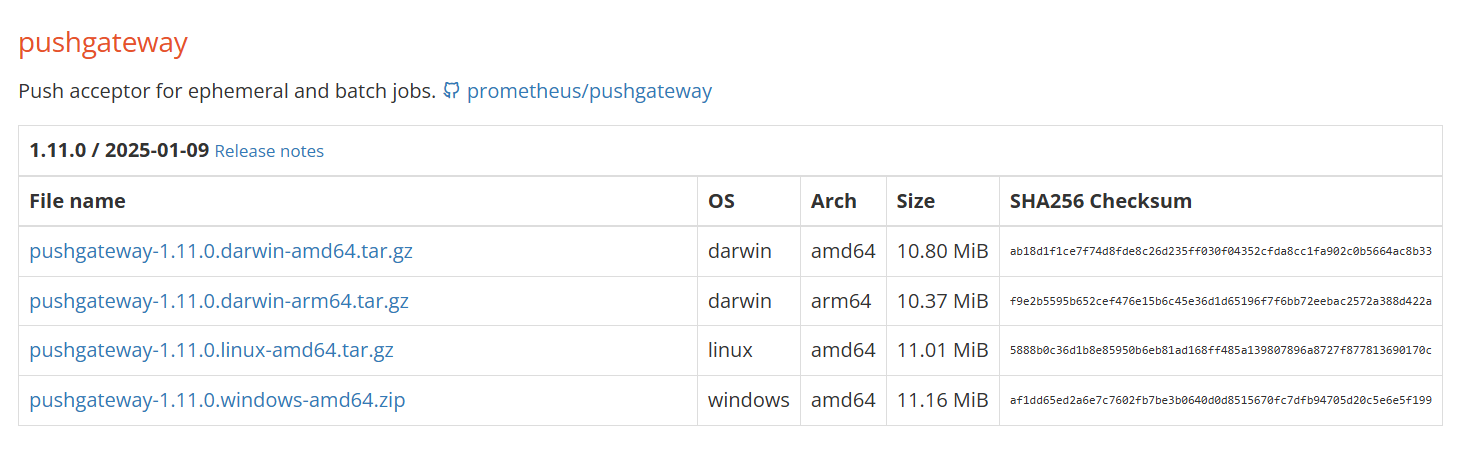 pushgateway
Push acceptor for ephemeral and batch jobs. prometheus/pushgateway
1.11.0 / 2025-01-09 Release notes
File name OS Arch Size SHA256 Checksum
pushgateway-1.11.0.darwin-amd64.tar.gz darwin amd64 10.80 MiB ab18d1f1ce7f74d8fde8c26d235ff030f04352cfda8cc1fa902c0b5664ac8b33
pushgateway-1.11.0.darwin-arm64.tar.gz darwin arm64 10.37 MiB f9e2b5595b652cef476e15b6c45e36d1d65196f7f6bb72eebac2572a388d422a
pushgateway-1.11.0.linux-amd64.tar.gz linux amd64 11.01 MiB 5888b0c36d1b8e85950b6eb81ad168ff485a139807896a8727f877813690170c
pushgateway-1.11.0.windows-amd64.zip windows amd64 11.16 MiB af1dd65ed2a6e7c7602fb7be3b0640d0d8515670fc7dfb94705d20c5e6e5f199